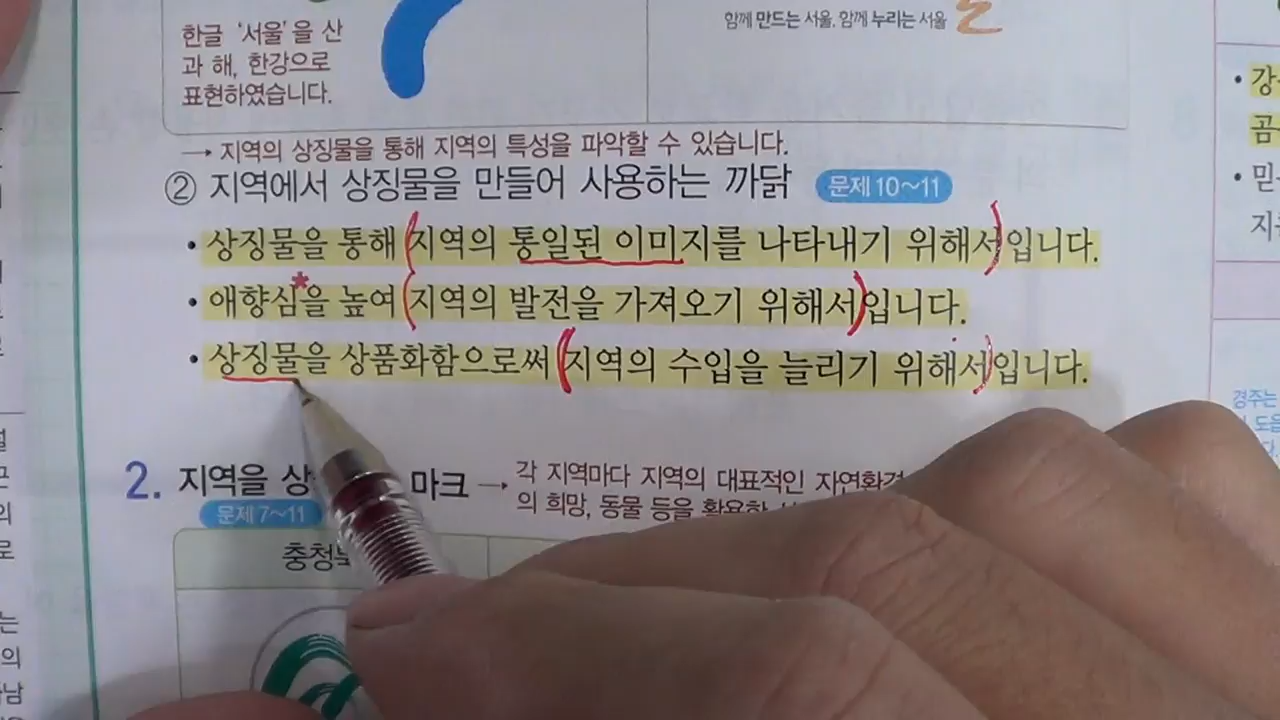 한글 '서울'을 산
과 해, 한강으로
표현하였습니다.
함께 만드는 서울, 함께 누리는 서울
→ 지역의 상징물을 통해 지역의 특성을 파악할 수 있습니다.
② 지역에서 상징물을 만들어 사용하는 까닭 문제 10~11
• 상징물을 통해 (지역의 통일된 이미지를 나타내기 위해서)입니다.
• 애향심*을 높여 (지역의 발전을 가져오기 위해서)입니다.
• 상징물을 상품화함으로써 (지역의 수입을 늘리기 위해서)입니다.
2. 지역을 마크 → 각 지역마다 지역의 대표적인 자연환경
의 희망, 동물 등을 활용한
문제 7~11
충청
• 강
곰
• 믿
지
경주는